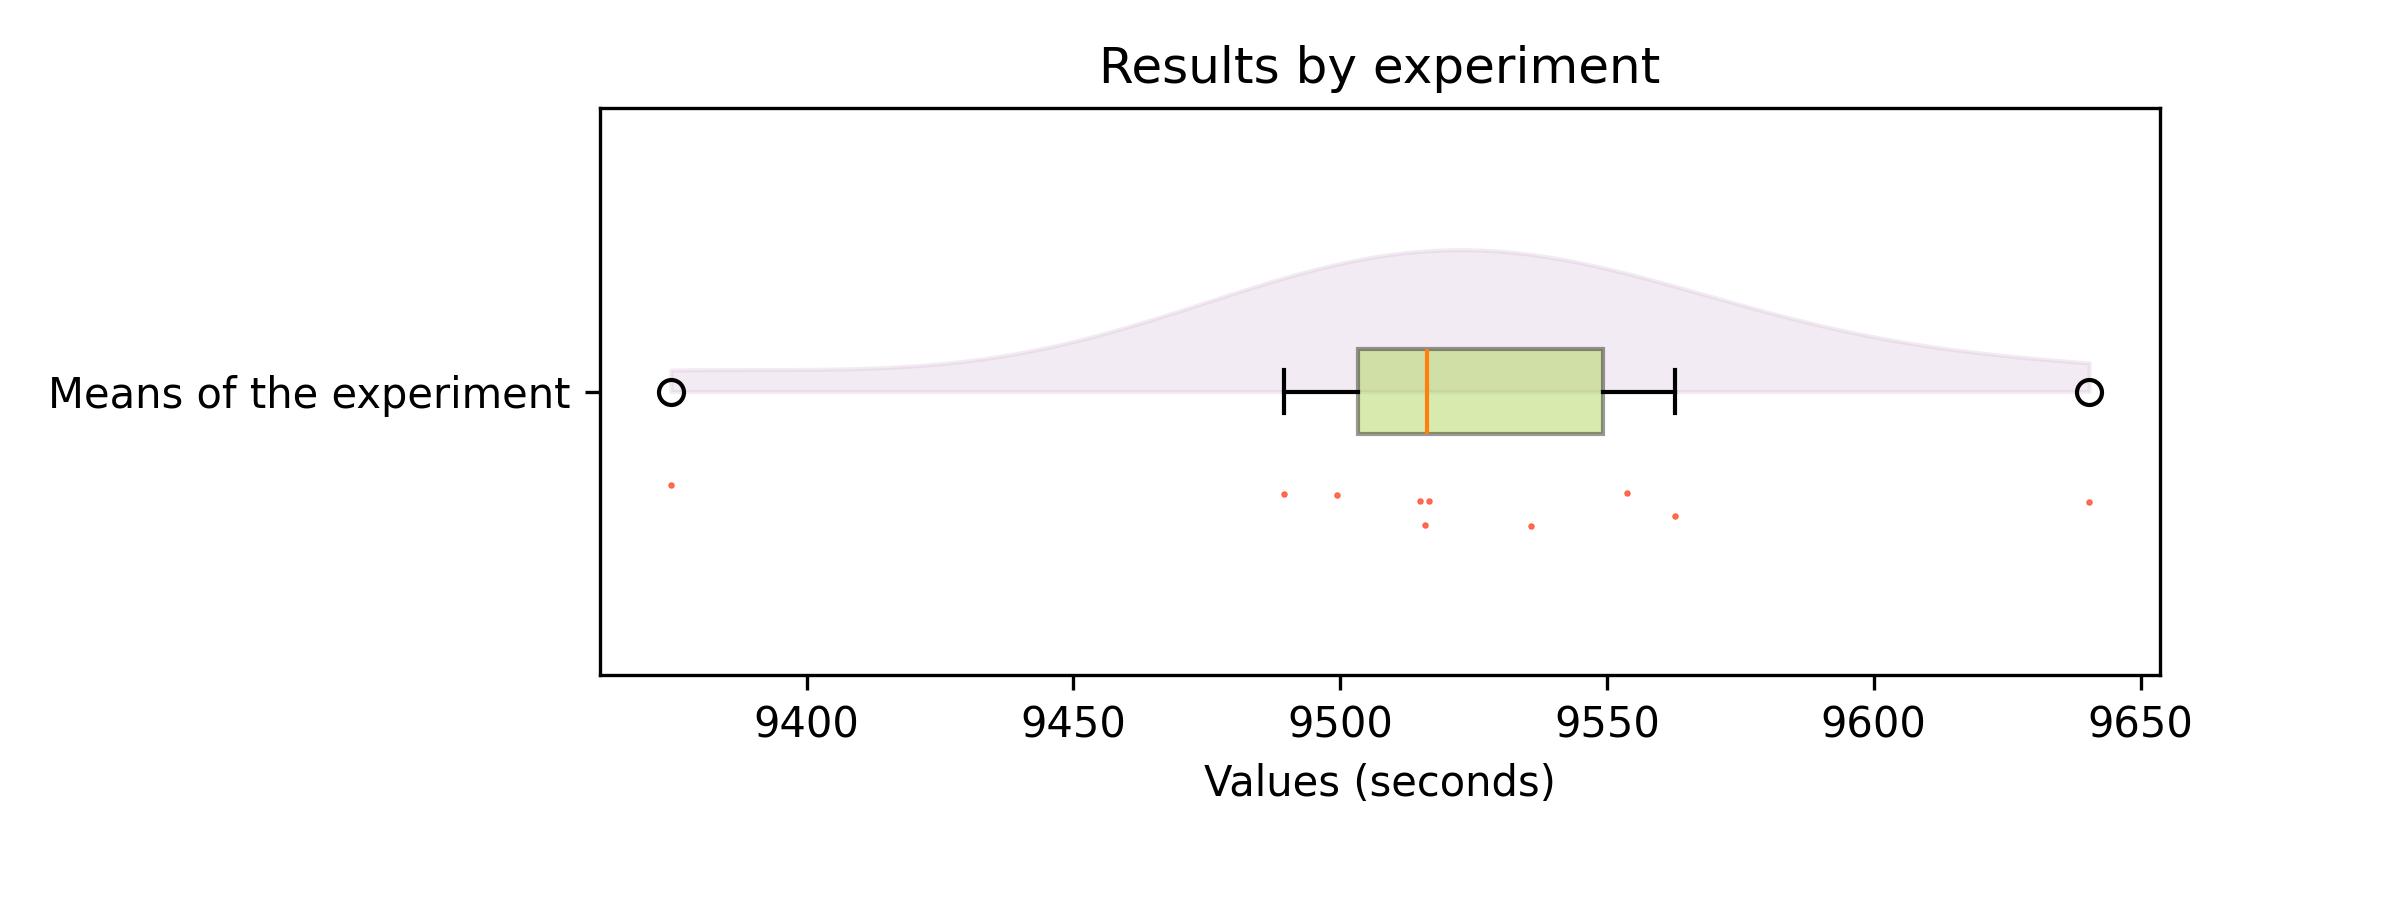 Results by experiment
Means of the experiment
9400 9450 9500 9550 9600 9650
Values (seconds)